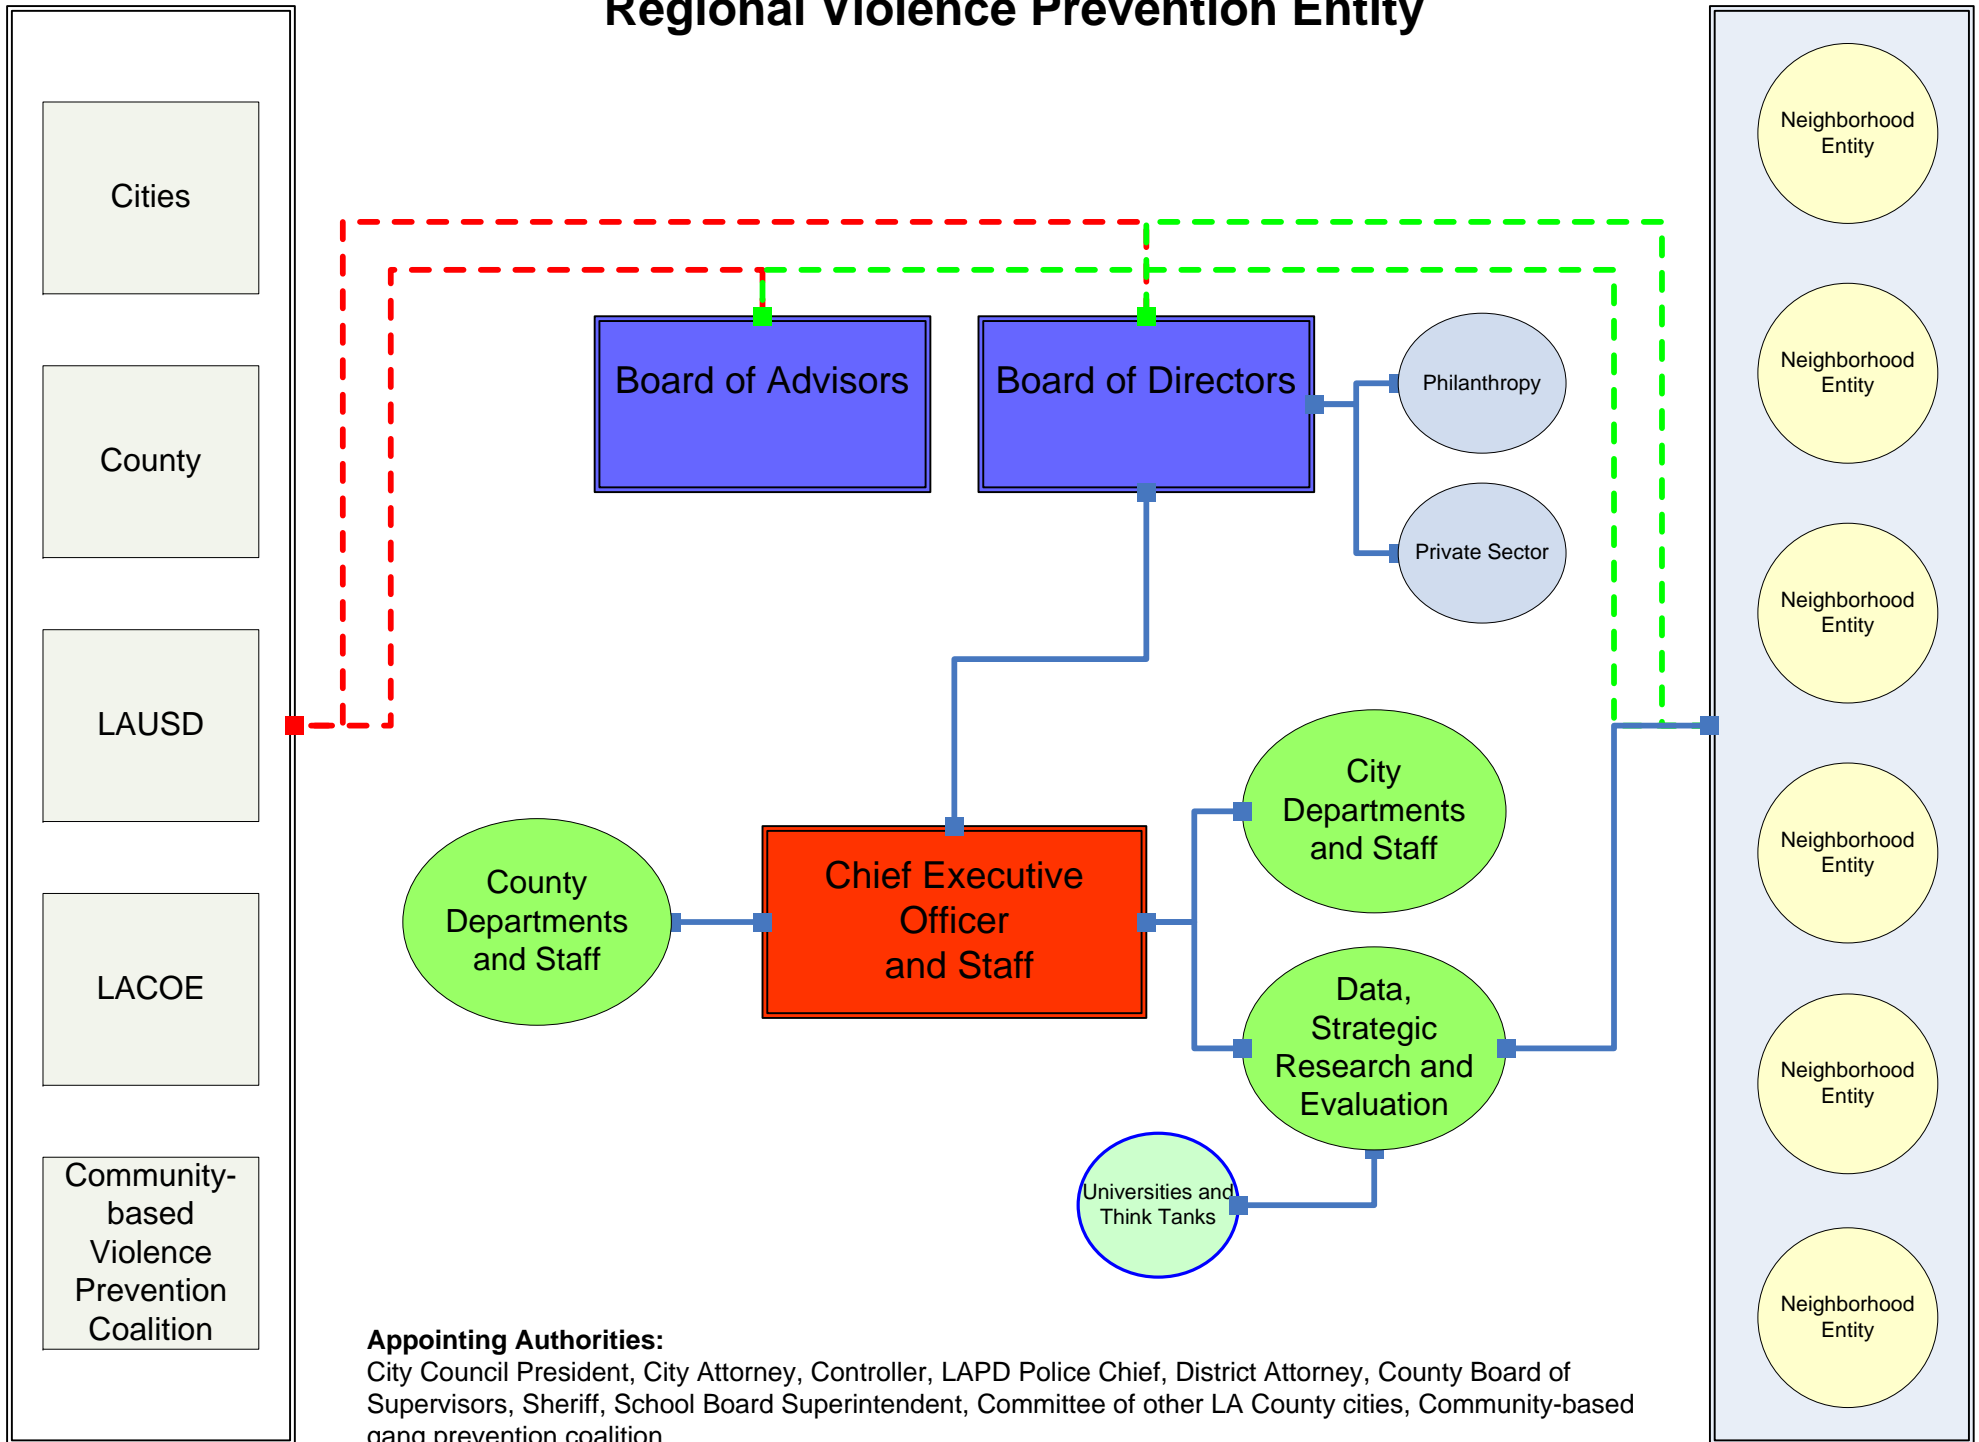 Regional Violence Prevention Entity
Cities
County
LAUSD
LACOE
Community-
based
Violence
Prevention
Coalition
Board of Advisors
Board of Directors
Philanthropy
Private Sector
County
Departments
and Staff
Chief Executive
Officer
and Staff
City
Departments
and Staff
Data,
Strategic
Research and
Evaluation
Universities and
Think Tanks
Neighborhood
Entity
Neighborhood
Entity
Neighborhood
Entity
Neighborhood
Entity
Neighborhood
Entity
Neighborhood
Entity
Appointing Authorities:
City Council President, City Attorney, Controller, LAPD Police Chief, District Attorney, County Board of
Supervisors, Sheriff, School Board Superintendent, Committee of other LA County cities, Community-based
gang prevention coalition